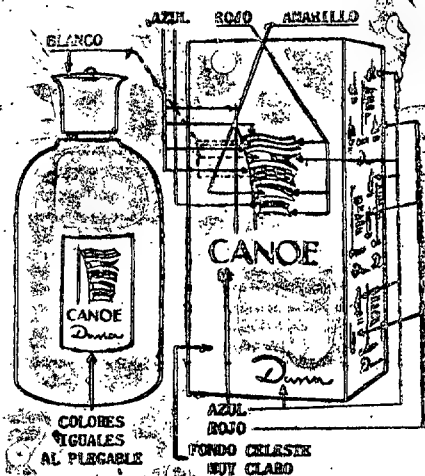 AZUL ROJO AMARILLO
BLANCO
CANOE
CANOE
Dana
Dana
COLORES
IGUALES
AL PLEGABLE
AZUL
ROJO
FONDO CELESTE
MUY CLARO